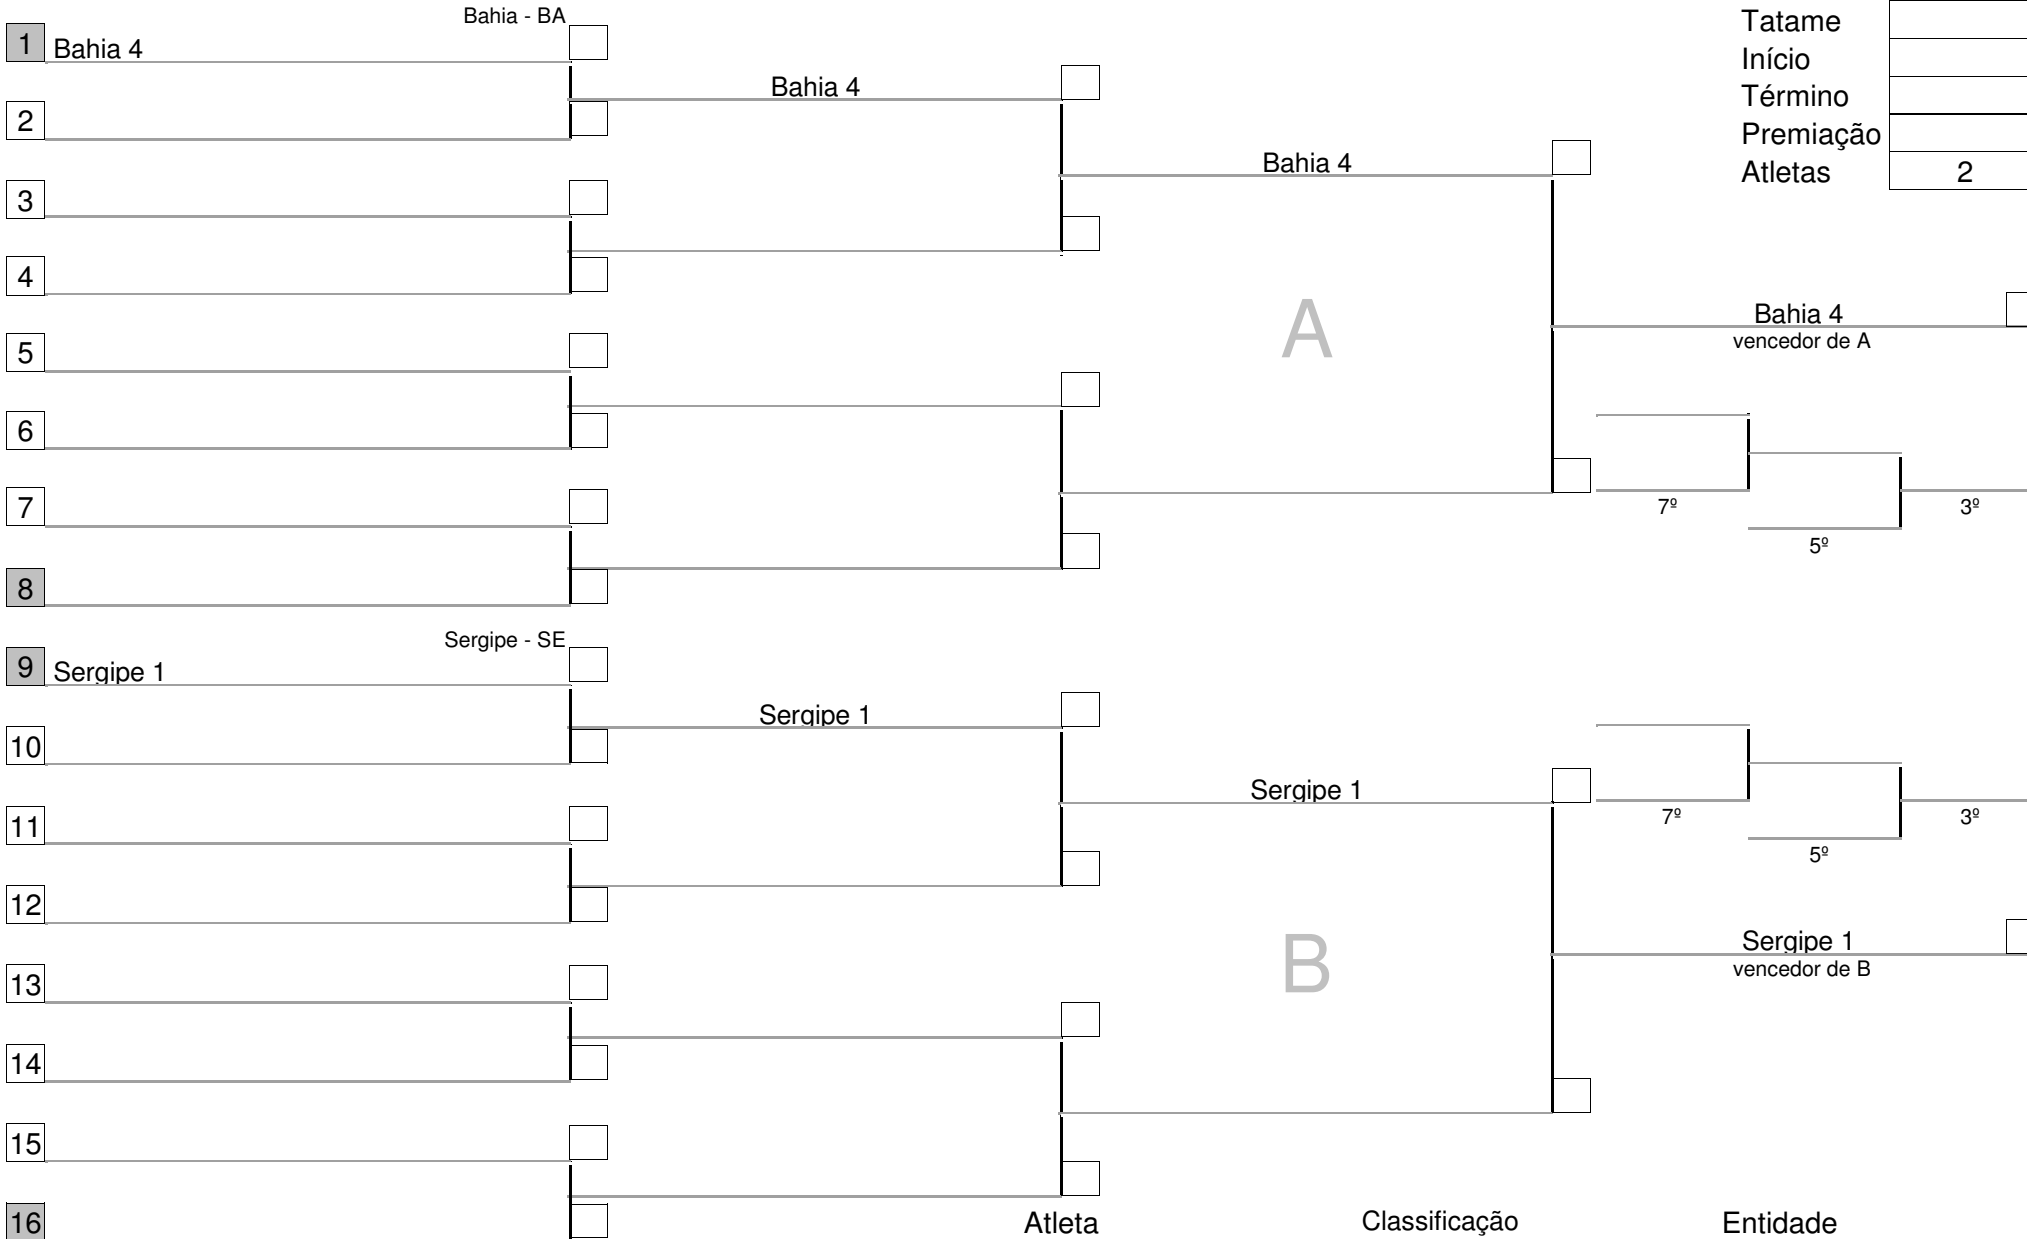 Bahia - BA
1 Bahia 4
2
3
4
5
6
7
8
Sergipe - SE
9 Sergipe 1
10
11
12
13
14
15
16
Bahia 4
Sergipe 1
Bahia 4
A
Sergipe 1
B
Tatame
Início
Término
Premiação
Atletas 2
Bahia 4
vencedor de A
7º
5º
3º
7º
5º
3º
Sergipe 1
vencedor de B
Atleta Classificação Entidade